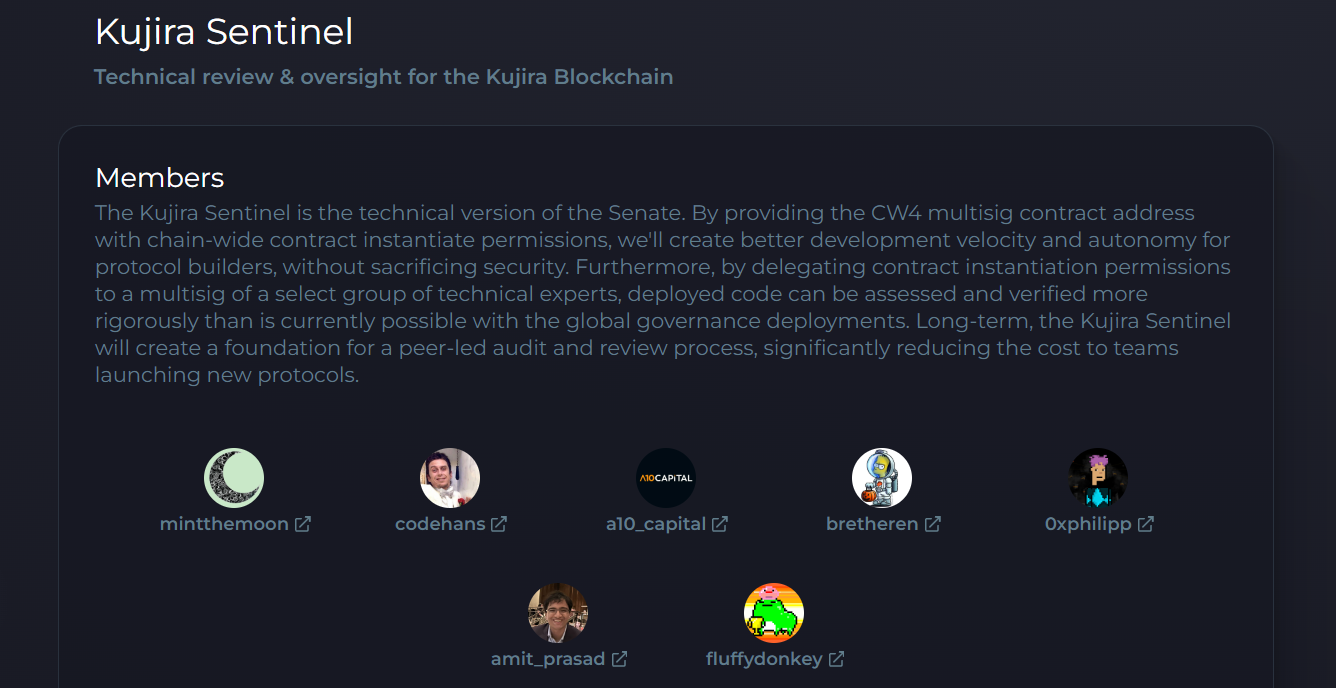 Kujira Sentinel
Technical review & oversight for the Kujira Blockchain
Members
The Kujira Sentinel is the technical version of the Senate. By providing the CW4 multisig contract address
with chain-wide contract instantiate permissions, we'll create better development velocity and autonomy for
protocol builders, without sacrificing security. Furthermore, by delegating contract instantiation permissions
to a multisig of a select group of technical experts, deployed code can be assessed and verified more
rigorously than is currently possible with the global governance deployments. Long-term, the Kujira Sentinel
will create a foundation for a peer-led audit and review process, significantly reducing the cost to teams
launching new protocols.
A10CAPITAL
mintthemoon
codehans
a10_capital
bretheren
0xphilipp
amit_prasad
fluffydonkey